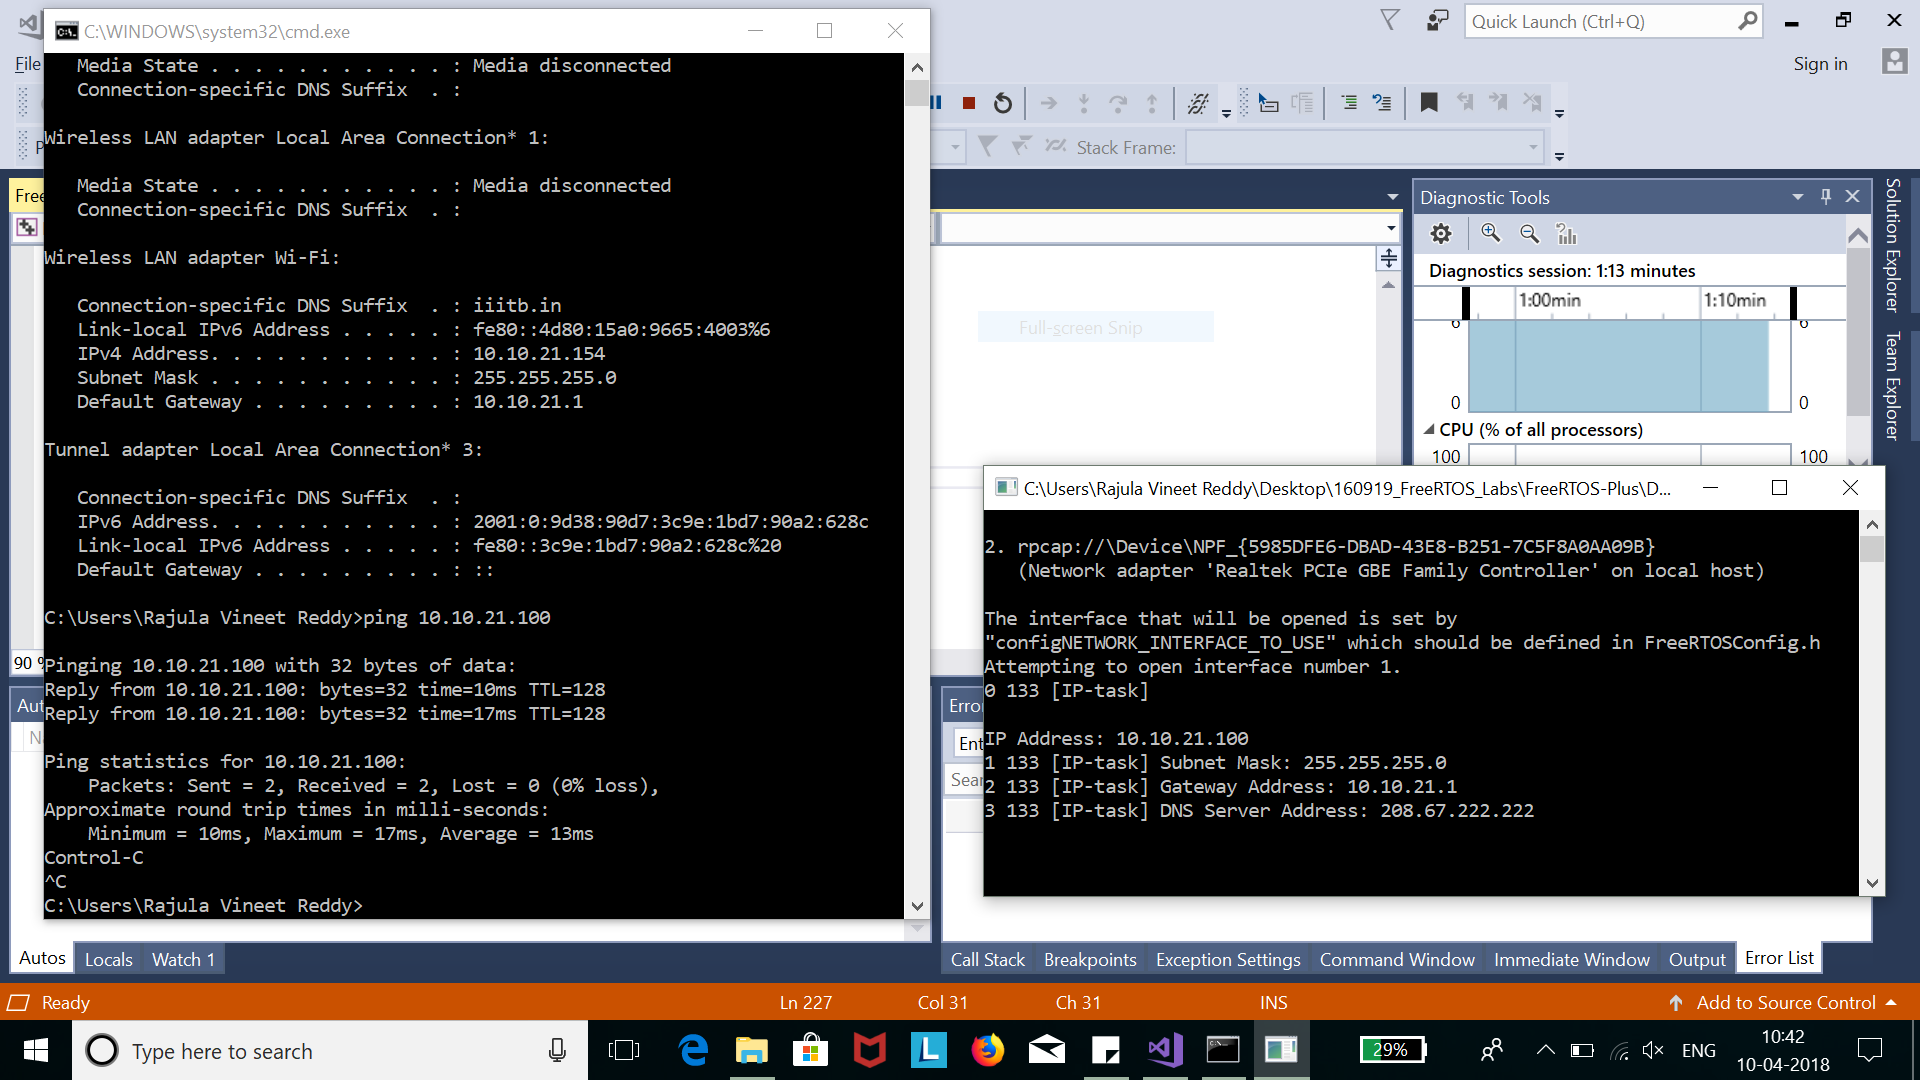 C:\WINDOWS\system32\cmd.exe
Media State . . . . . . . . . . . : Media disconnected
Connection-specific DNS Suffix  . :
Wireless LAN adapter Local Area Connection* 1:
Media State . . . . . . . . . . . : Media disconnected
Connection-specific DNS Suffix  . :
Wireless LAN adapter Wi-Fi:
Connection-specific DNS Suffix  . : iiitb.in
Link-local IPv6 Address . . . . . : fe80::4d80:15a0:9665:4003%6
IPv4 Address. . . . . . . . . . . : 10.10.21.154
Subnet Mask . . . . . . . . . . . : 255.255.255.0
Default Gateway . . . . . . . . . : 10.10.21.1
Tunnel adapter Local Area Connection* 3:
Connection-specific DNS Suffix  . :
IPv6 Address. . . . . . . . . . . : 2001:0:9d38:90d7:3c9e:1bd7:90a2:628c
Link-local IPv6 Address . . . . . : fe80::3c9e:1bd7:90a2:628c%20
Default Gateway . . . . . . . . . : ::
C:\Users\Rajula Vineet Reddy>ping 10.10.21.100
Pinging 10.10.21.100 with 32 bytes of data:
Reply from 10.10.21.100: bytes=32 time=10ms TTL=128
Reply from 10.10.21.100: bytes=32 time=17ms TTL=128
Ping statistics for 10.10.21.100:
Packets: Sent = 2, Received = 2, Lost = 0 (0% loss),
Approximate round trip times in milli-seconds:
Minimum = 10ms, Maximum = 17ms, Average = 13ms
Control-C
^C
C:\Users\Rajula Vineet Reddy>
File
Quick Launch (Ctrl+Q)
Sign in
Stack Frame:
Full-screen Snip
Diagnostic Tools
Diagnostics session: 1:13 minutes
1:00min 1:10min
6 6
0 0
CPU (% of all processors)
100 100
Solution Explorer
Team Explorer
90 %
C:\Users\Rajula Vineet Reddy\Desktop\160919_FreeRTOS_Labs\FreeRTOS-Plus\D...
2. rpcap://\Device\NPF_{5985DFE6-DBAD-43E8-B251-7C5F8A0AA09B}
(Network adapter 'Realtek PCIe GBE Family Controller' on local host)
The interface that will be opened is set by
"configNETWORK_INTERFACE_TO_USE" which should be defined in FreeRTOSConfig.h
Attempting to open interface number 1.
0 133 [IP-task]
IP Address: 10.10.21.100
1 133 [IP-task] Subnet Mask: 255.255.255.0
2 133 [IP-task] Gateway Address: 10.10.21.1
3 133 [IP-task] DNS Server Address: 208.67.222.222
Autos Locals Watch 1
Call Stack Breakpoints Exception Settings Command Window Immediate Window Output Error List
Ready Ln 227 Col 31 Ch 31 INS Add to Source Control
Type here to search
29%
ENG
10:42
10-04-2018